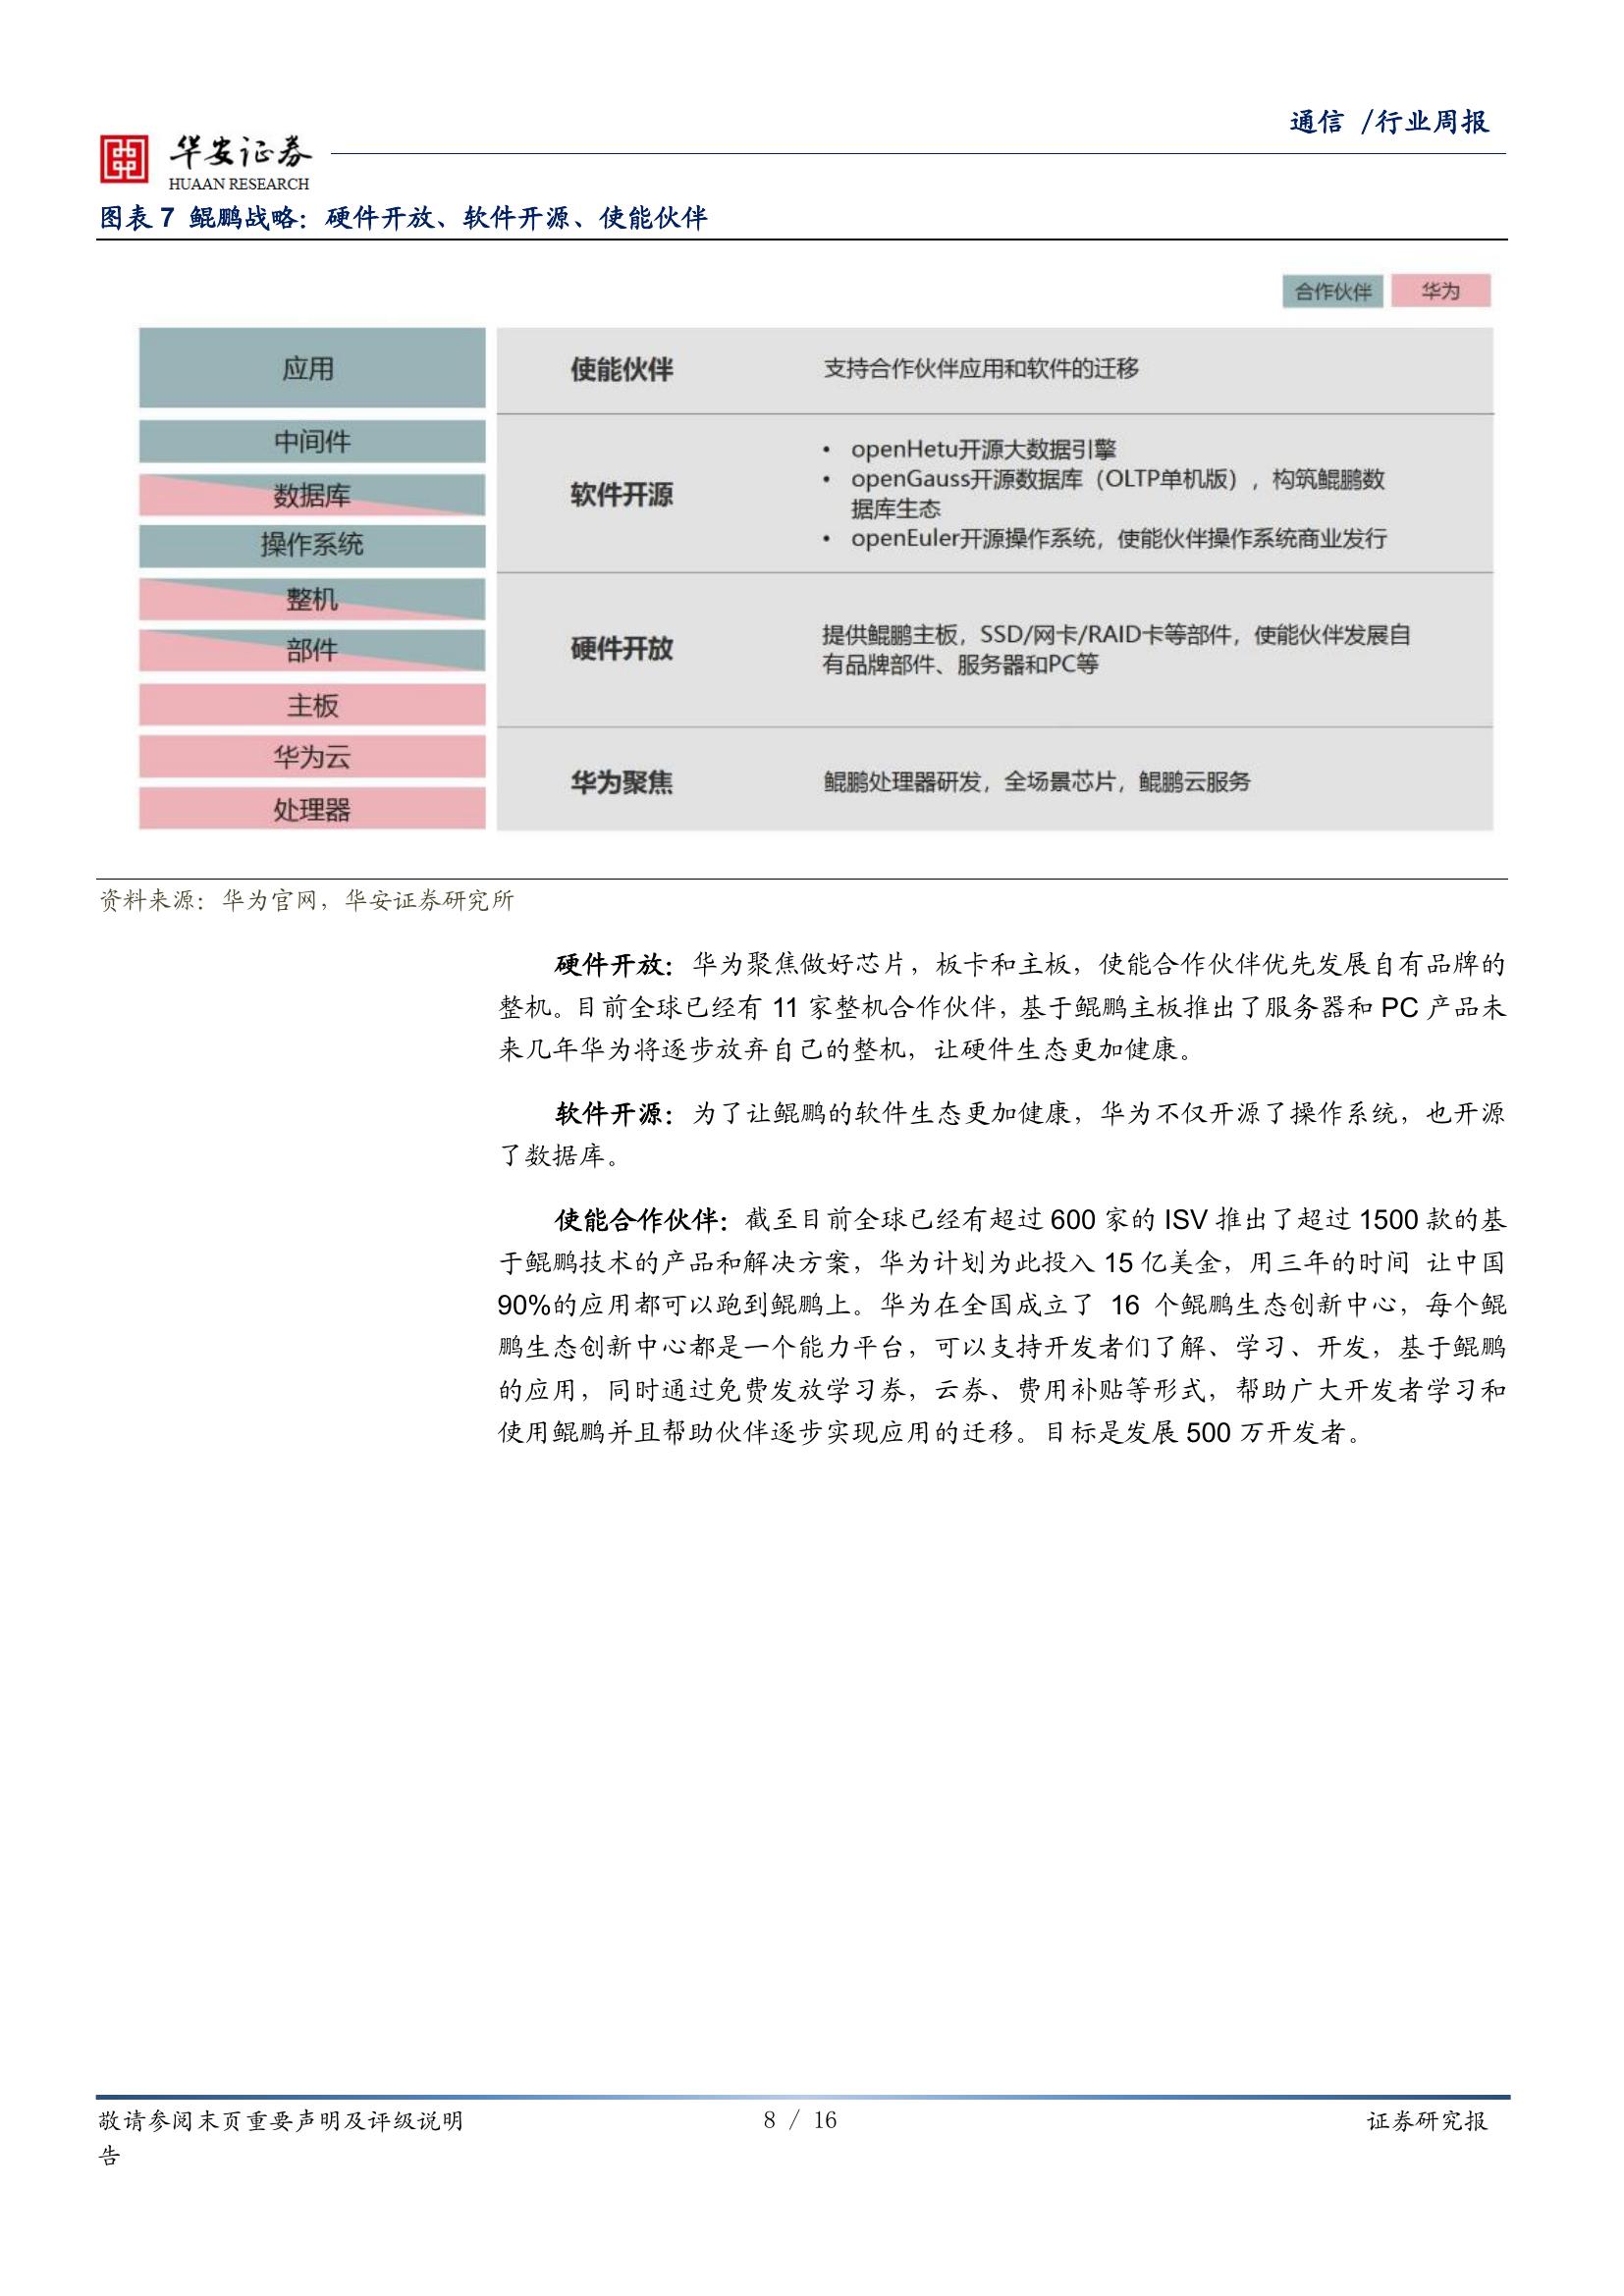 通信 /行业周报
华安证券
HUAAN RESEARCH
图表 7 鲲鹏战略：硬件开放、软件开源、使能伙伴
合作伙伴 华为
应用
中间件
数据库
操作系统
整机
部件
主板
华为云
处理器
使能伙伴 支持合作伙伴应用和软件的迁移
软件开源
• openHetu开源大数据引擎
• openGauss开源数据库（OLTP单机版），构筑鲲鹏数
据库生态
• openEuler开源操作系统，使能伙伴操作系统商业发行
硬件开放
提供鲲鹏主板，SSD/网卡/RAID卡等部件，使能伙伴发展自
有品牌部件、服务器和PC等
华为聚焦 鲲鹏处理器研发，全场景芯片，鲲鹏云服务
资料来源：华为官网，华安证券研究所
硬件开放：华为聚焦做好芯片，板卡和主板，使能合作伙伴优先发展自有品牌的
整机。目前全球已经有 11 家整机合作伙伴，基于鲲鹏主板推出了服务器和 PC 产品未
来几年华为将逐步放弃自己的整机，让硬件生态更加健康。
软件开源：为了让鲲鹏的软件生态更加健康，华为不仅开源了操作系统，也开源
了数据库。
使能合作伙伴：截至目前全球已经有超过 600 家的 ISV 推出了超过 1500 款的基
于鲲鹏技术的产品和解决方案，华为计划为此投入 15 亿美金，用三年的时间 让中国
90%的应用都可以跑到鲲鹏上。华为在全国成立了 16 个鲲鹏生态创新中心，每个鲲
鹏生态创新中心都是一个能力平台，可以支持开发者们了解、学习、开发，基于鲲鹏
的应用，同时通过免费发放学习券，云券、费用补贴等形式，帮助广大开发者学习和
使用鲲鹏并且帮助伙伴逐步实现应用的迁移。目标是发展 500 万开发者。
敬请参阅末页重要声明及评级说明 8 / 16 证券研究报
告